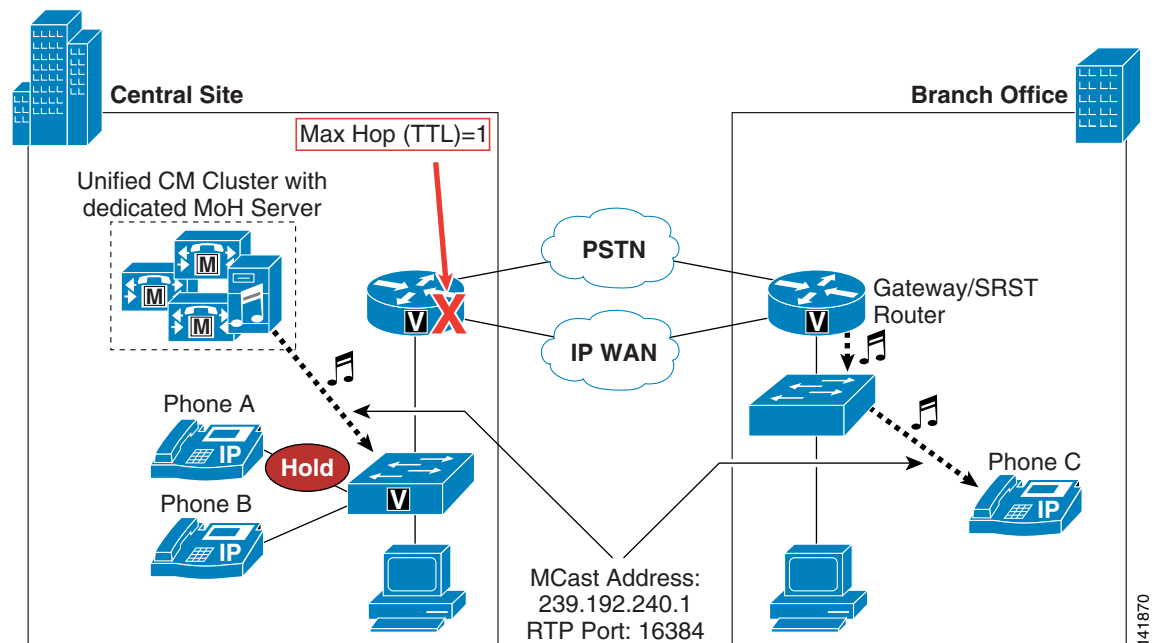 Central Site
Branch Office
Max Hop (TTL)=1
Unified CM Cluster with
dedicated MoH Server
M
M
M
PSTN
IP WAN
V
X
V
Gateway/SRST
Router
Phone A
IP
Hold
Phone B
IP
V
Phone C
IP
MCast Address:
239.192.240.1
RTP Port: 16384
141870